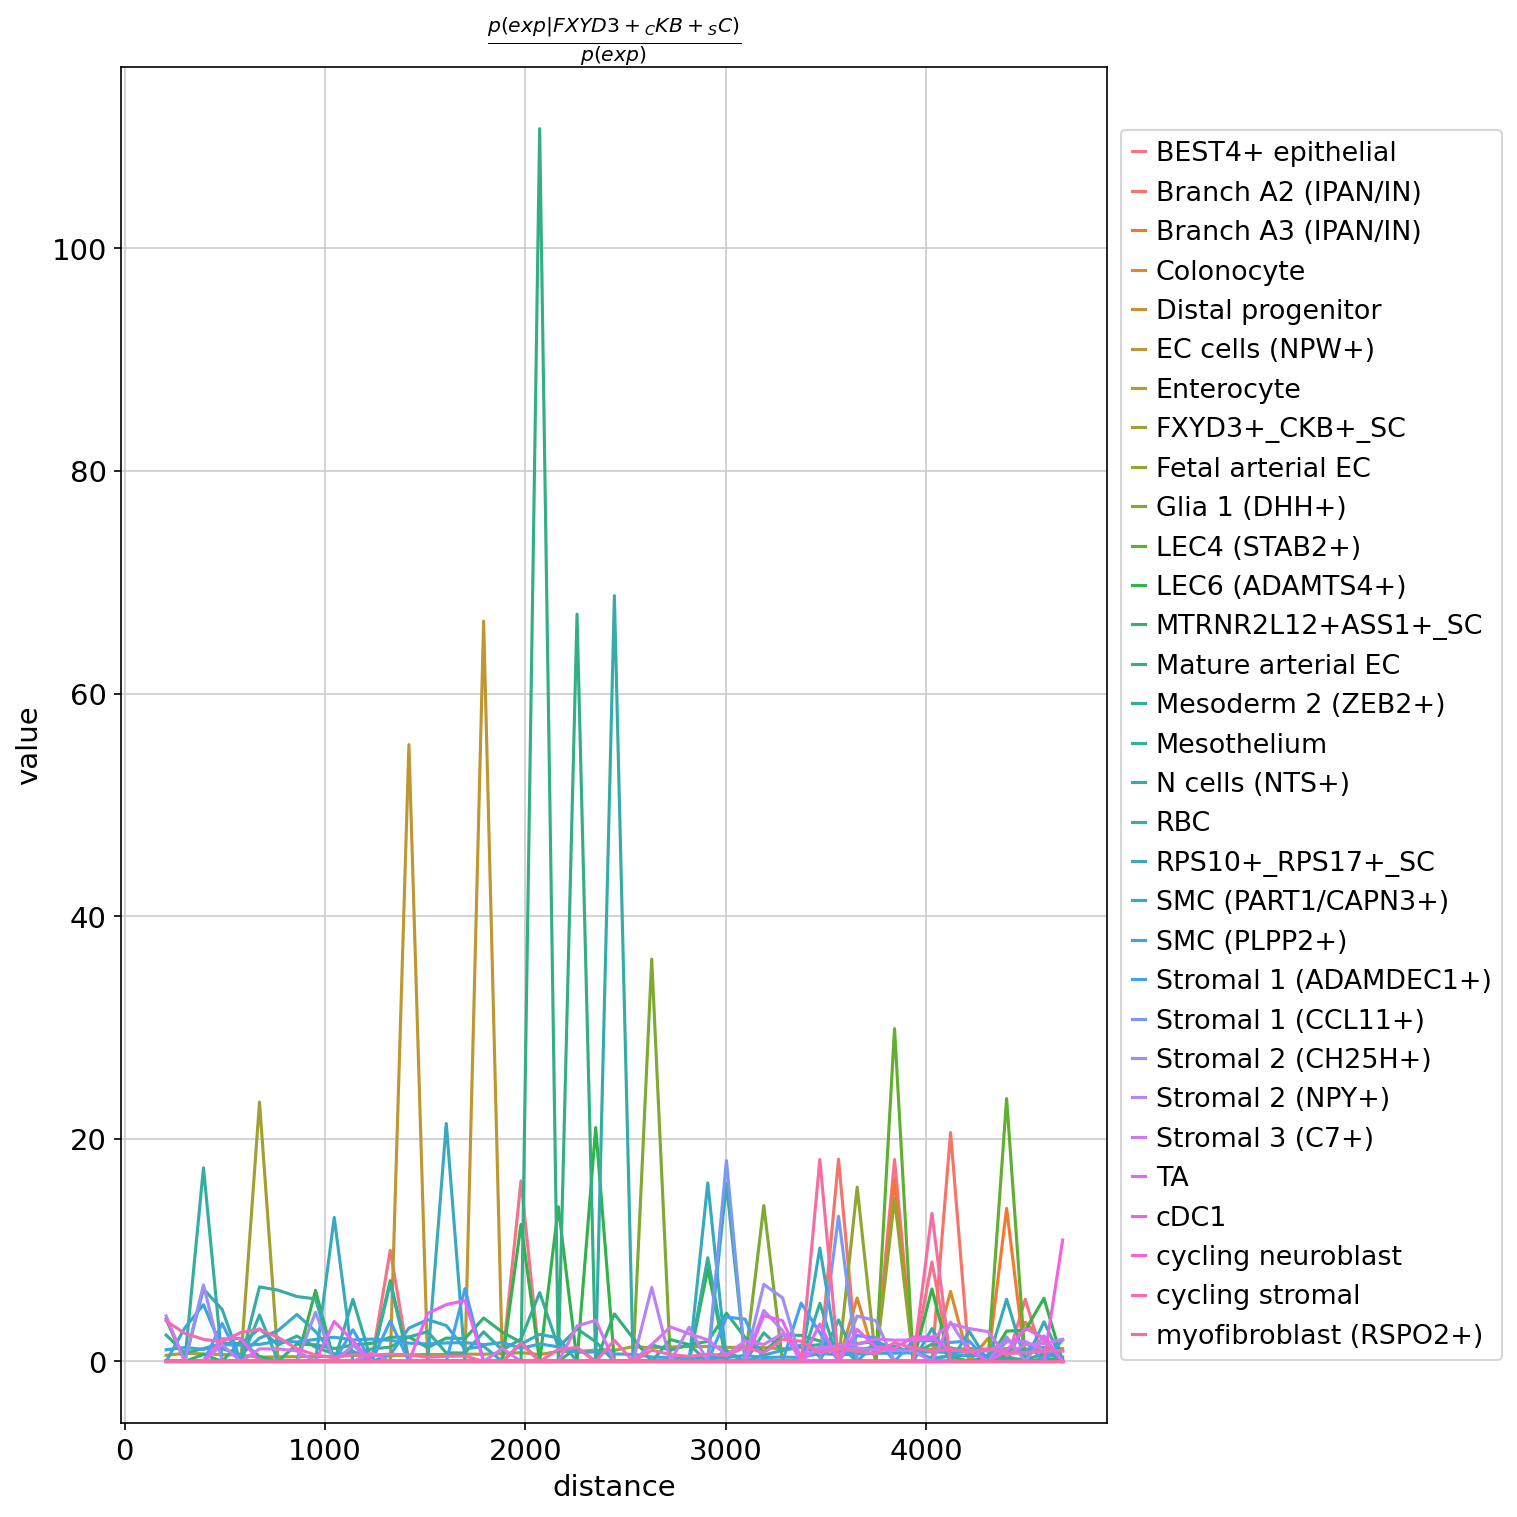 p(exp|FXYD3 + CKB + SC)
p(exp)
100
80
60
40
20
0
value
0 1000 2000 3000 4000
distance
BEST4+ epithelial
Branch A2 (IPAN/IN)
Branch A3 (IPAN/IN)
Colonocyte
Distal progenitor
EC cells (NPW+)
Enterocyte
FXYD3+_CKB+_SC
Fetal arterial EC
Glia 1 (DHH+)
LEC4 (STAB2+)
LEC6 (ADAMTS4+)
MTRNR2L12+ASS1+_SC
Mature arterial EC
Mesoderm 2 (ZEB2+)
Mesothelium
N cells (NTS+)
RBC
RPS10+_RPS17+_SC
SMC (PART1/CAPN3+)
SMC (PLPP2+)
Stromal 1 (ADAMDEC1+)
Stromal 1 (CCL11+)
Stromal 2 (CH25H+)
Stromal 2 (NPY+)
Stromal 3 (C7+)
TA
cDC1
cycling neuroblast
cycling stromal
myofibroblast (RSPO2+)